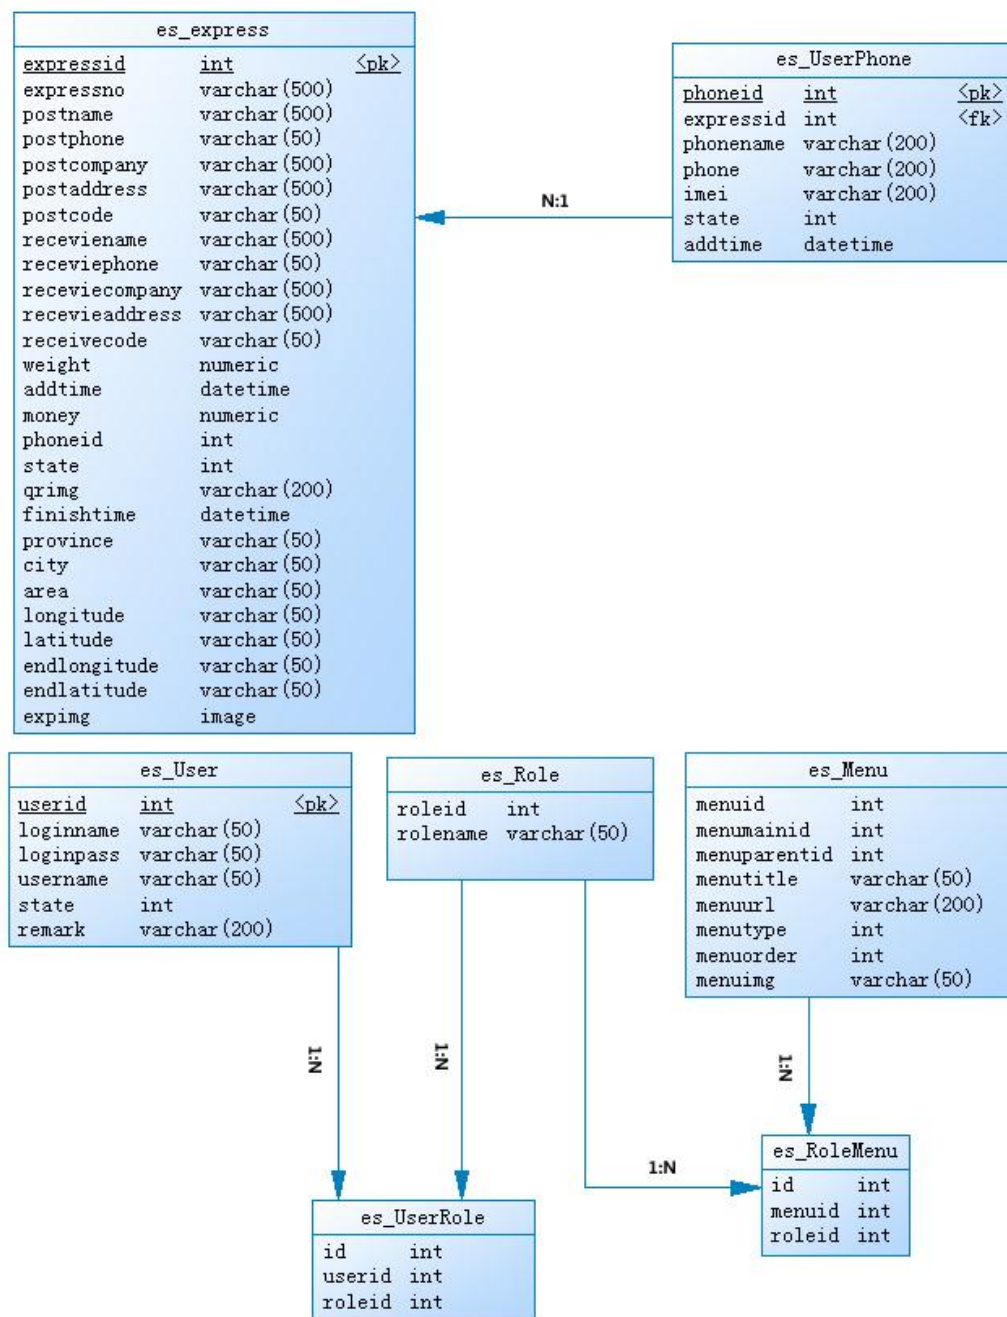 es_express
expressid int <pk>
expressno varchar(500)
postname varchar(500)
postphone varchar(50)
postcompany varchar(500)
postaddress varchar(500)
postcode varchar(50)
receviename varchar(500)
receviephone varchar(50)
receviecompany varchar(500)
recevieaddress varchar(500)
receivecode varchar(50)
weight numeric
addtime datetime
money numeric
phoneid int
state int
qrimg varchar(200)
finishtime datetime
province varchar(50)
city varchar(50)
area varchar(50)
longitude varchar(50)
latitude varchar(50)
endlongitude varchar(50)
endlatitude varchar(50)
expimg image
N:1
es_UserPhone
phoneid int <pk>
expressid int <fk>
phonename varchar(200)
phone varchar(200)
imei varchar(200)
state int
addtime datetime
es_User
userid int <pk>
loginname varchar(50)
loginpass varchar(50)
username varchar(50)
state int
remark varchar(200)
es_Role
roleid int
rolename varchar(50)
es_Menu
menuid int
menumainid int
menuparentid int
menutitle varchar(50)
menuurl varchar(200)
menutype int
menuorder int
menuimg varchar(50)
1:N
1:N
1:N
1:N
es_RoleMenu
id int
menuid int
roleid int
es_UserRole
id int
userid int
roleid int